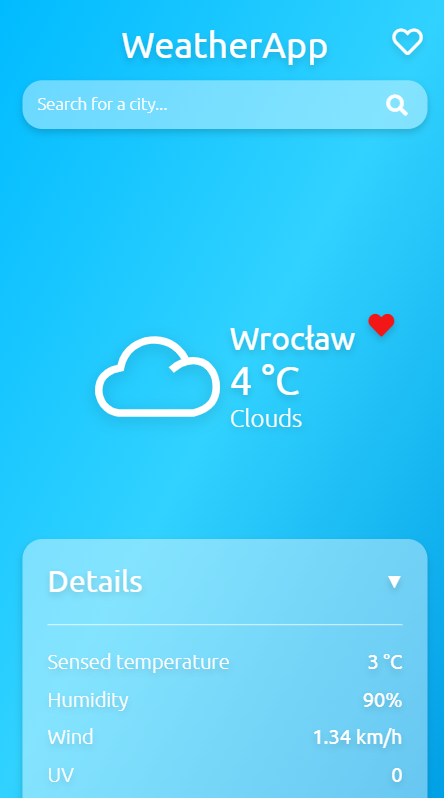 WeatherApp
Search for a city...
Wrocław
4 °C
Clouds
Details
Sensed temperature 3 °C
Humidity 90%
Wind 1.34 km/h
UV 0